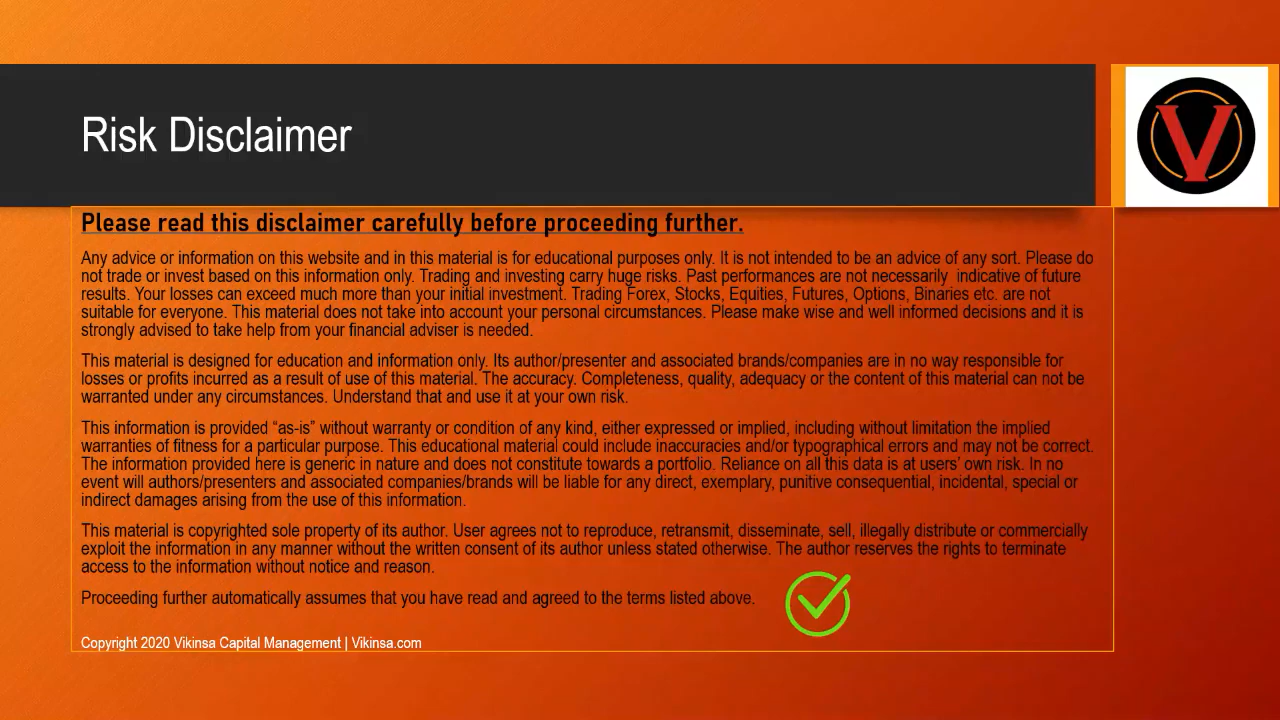 Risk Disclaimer
V
Please read this disclaimer carefully before proceeding further.
Any advice or information on this website and in this material is for educational purposes only. It is not intended to be an advice of any sort. Please do
not trade or invest based on this information only. Trading and investing carry huge risks. Past performances are not necessarily  indicative of future
results. Your losses can exceed much more than your initial investment. Trading Forex, Stocks, Equities, Futures, Options, Binaries etc. are not
suitable for everyone. This material does not take into account your personal circumstances. Please make wise and well informed decisions and it is
strongly advised to take help from your financial adviser is needed.
This material is designed for education and information only. Its author/presenter and associated brands/companies are in no way responsible for
losses or profits incurred as a result of use of this material. The accuracy. Completeness, quality, adequacy or the content of this material can not be
warranted under any circumstances. Understand that and use it at your own risk.
This information is provided “as-is” without warranty or condition of any kind, either expressed or implied, including without limitation the implied
warranties of fitness for a particular purpose. This educational material could include inaccuracies and/or typographical errors and may not be correct.
The information provided here is generic in nature and does not constitute towards a portfolio. Reliance on all this data is at users’ own risk. In no
event will authors/presenters and associated companies/brands will be liable for any direct, exemplary, punitive consequential, incidental, special or
indirect damages arising from the use of this information.
This material is copyrighted sole property of its author. User agrees not to reproduce, retransmit, disseminate, sell, illegally distribute or commercially
exploit the information in any manner without the written consent of its author unless stated otherwise. The author reserves the rights to terminate
access to the information without notice and reason.
Proceeding further automatically assumes that you have read and agreed to the terms listed above.
Copyright 2020 Vikinsa Capital Management | Vikinsa.com